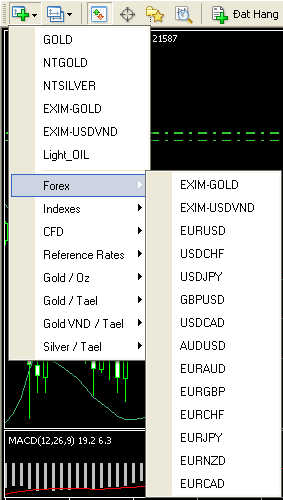 Đat Hang
21587
GOLD
NTGOLD
NTSILVER
EXIM-GOLD
EXIM-USDVND
Light_OIL
Forex
Indexes
CFD
Reference Rates
Gold / Oz
Gold / Tael
Gold VND / Tael
Silver / Tael
EXIM-GOLD
EXIM-USDVND
EURUSD
USDCHF
USDJPY
GBPUSD
USDCAD
AUDUSD
EURAUD
EURGBP
EURCHF
EURJPY
EURNZD
EURCAD
MACD(12,26,9) 19.2 6.3